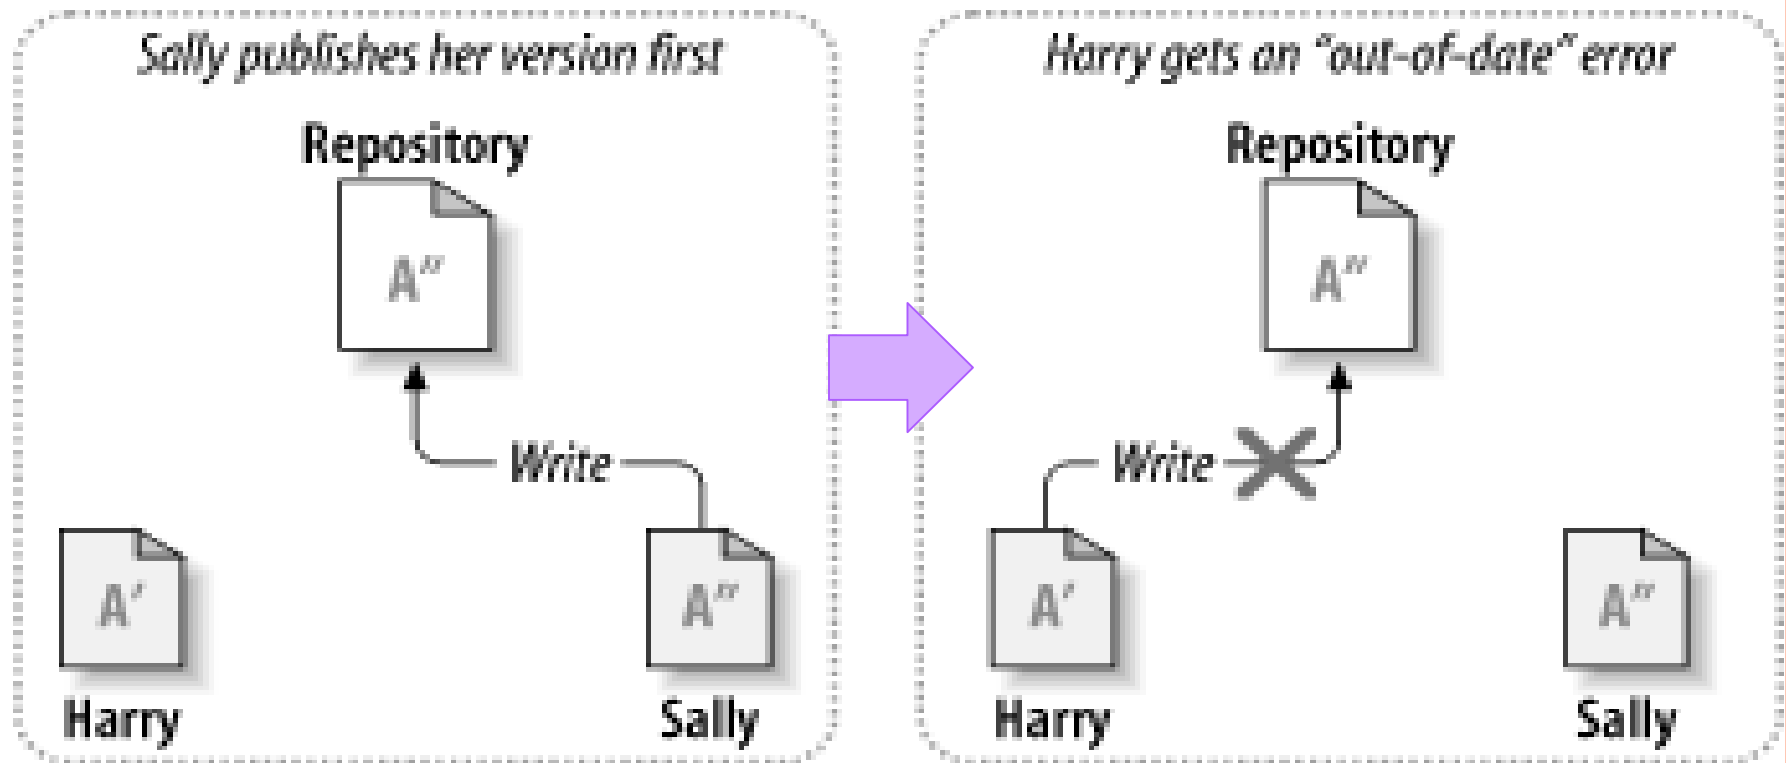 Sally publishes her version first
Repository
A″
Write
A′
A″
Harry
Sally
Harry gets an “out-of-date” error
Repository
A″
Write
A′
A″
Harry
Sally